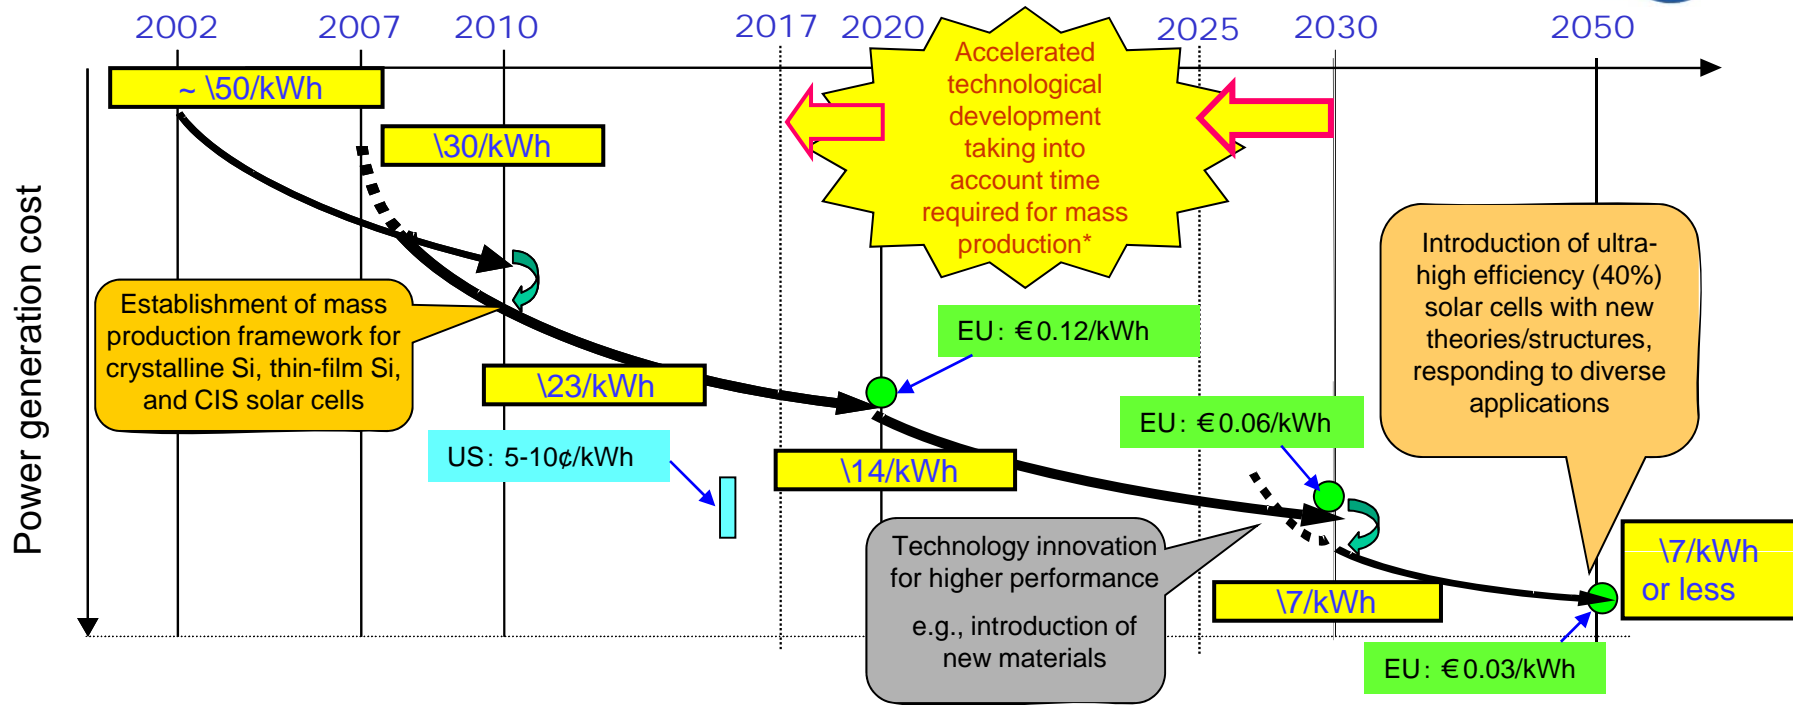 2002 2007 2010 2017 2020 2025 2030 2050
Power generation cost
~ \50/kWh
\30/kWh
Accelerated
technological
development
taking into
account time
required for mass
production*
Establishment of mass
production framework for
crystalline Si, thin-film Si,
and CIS solar cells
\23/kWh
EU: €0.12/kWh
US: 5-10¢/kWh
\14/kWh
EU: €0.06/kWh
Introduction of ultra-
high efficiency (40%)
solar cells with new
theories/structures,
responding to diverse
applications
Technology innovation
for higher performance
e.g., introduction of
new materials
\7/kWh
\7/kWh
or less
EU: €0.03/kWh